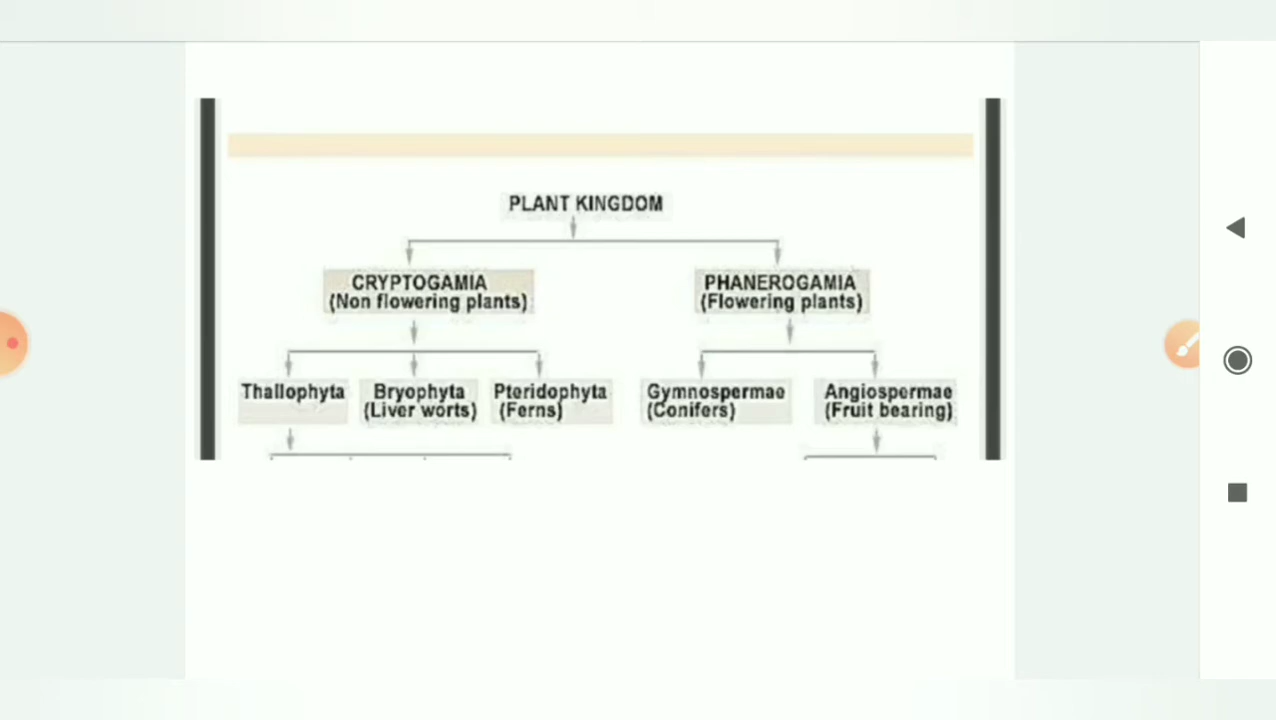 PLANT KINGDOM
CRYPTOGAMIA
(Non flowering plants)
PHANEROGAMIA
(Flowering plants)
Thallophyta
Bryophyta
(Liver worts)
Pteridophyta
(Ferns)
Gymnospermae
(Conifers)
Angiospermae
(Fruit bearing)